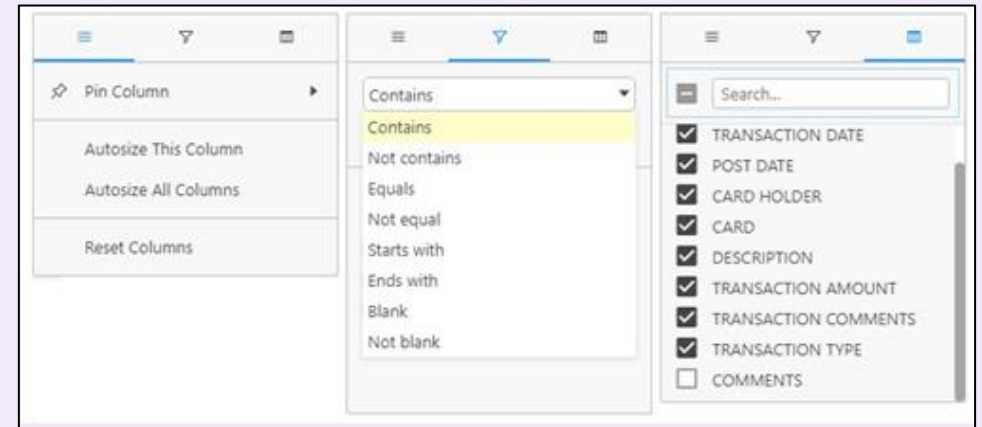 Pin Column
Autosize This Column
Autosize All Columns
Reset Columns
Contains
Contains
Not contains
Equals
Not equal
Starts with
Ends with
Blank
Not blank
Search...
TRANSACTION DATE
POST DATE
CARD HOLDER
CARD
DESCRIPTION
TRANSACTION AMOUNT
TRANSACTION COMMENTS
TRANSACTION TYPE
COMMENTS